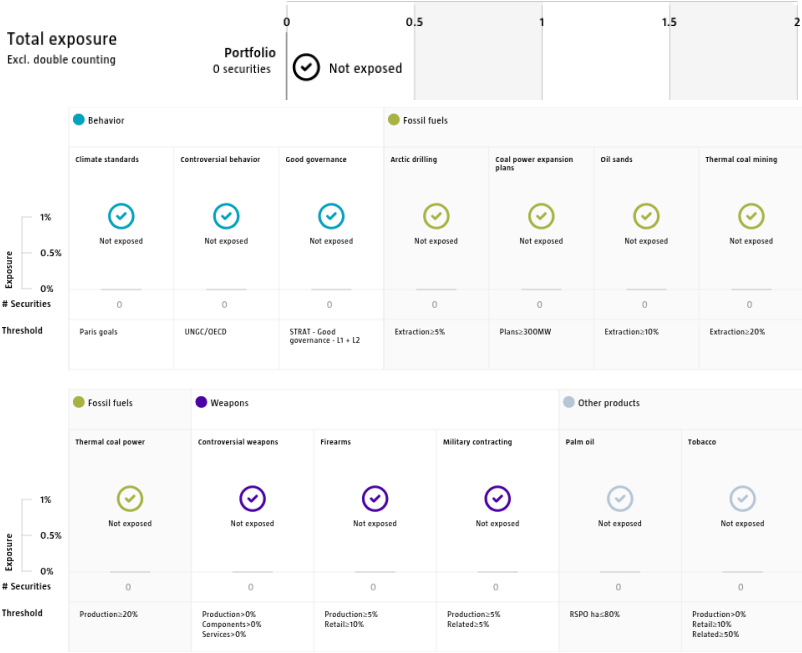 0 0.5 1 1.5 2
Total exposure
Excl. double counting
Portfolio
0 securities
Not exposed
Behavior Fossil fuels
Climate standards Controversial behavior Good governance Arctic drilling Coal power expansion plans Oil sands Thermal coal mining
1%
Not exposed Not exposed Not exposed Not exposed Not exposed Not exposed Not exposed
0.5%
Exposure
0%
# Securities 0 0 0 0 0 0 0
Threshold Paris goals UNGC/OECD STRAT - Good governance - L1 + L2 Extraction≥5% Plans≥300MW Extraction≥10% Extraction≥20%
Fossil fuels Weapons Other products
Thermal coal power Controversial weapons Firearms Military contracting Palm oil Tobacco
1%
Not exposed Not exposed Not exposed Not exposed Not exposed Not exposed
0.5%
Exposure
0%
# Securities 0 0 0 0 0 0
Threshold Production≥20% Production>0% Production≥5% Production≥5% RSPO ha≤80% Production>0%
Components>0% Retail≥10% Related≥5% Retail≥10%
Services>0% Related≥50%